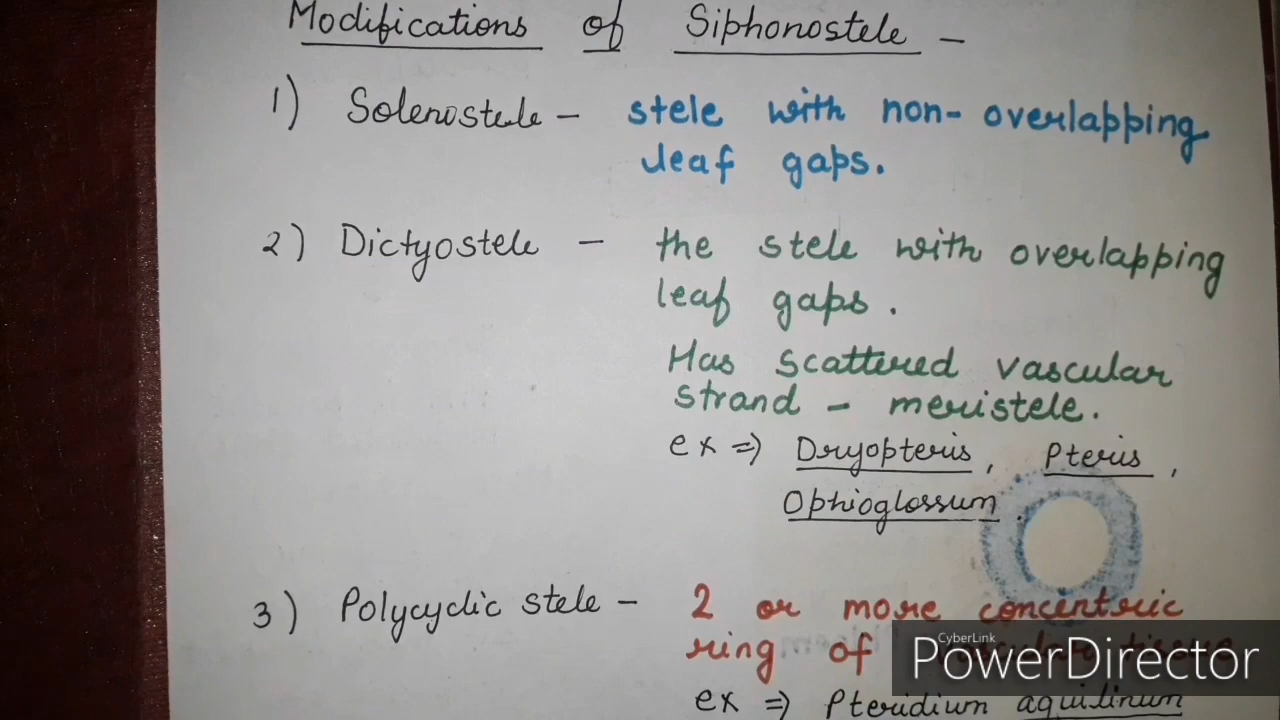 Modifications of Siphonostele -
1) Solenostele - stele with non-overlapping
leaf gaps.
2) Dictyostele - the stele with overlapping
leaf gaps.
Has scattered vascular
strand - meristele.
ex => Dryopteris, Pteris,
Ophioglossum.
3) Polycyclic stele - 2 or more concentric
ring of
CyberLink
PowerDirector
ex => Pteridium aquilinum